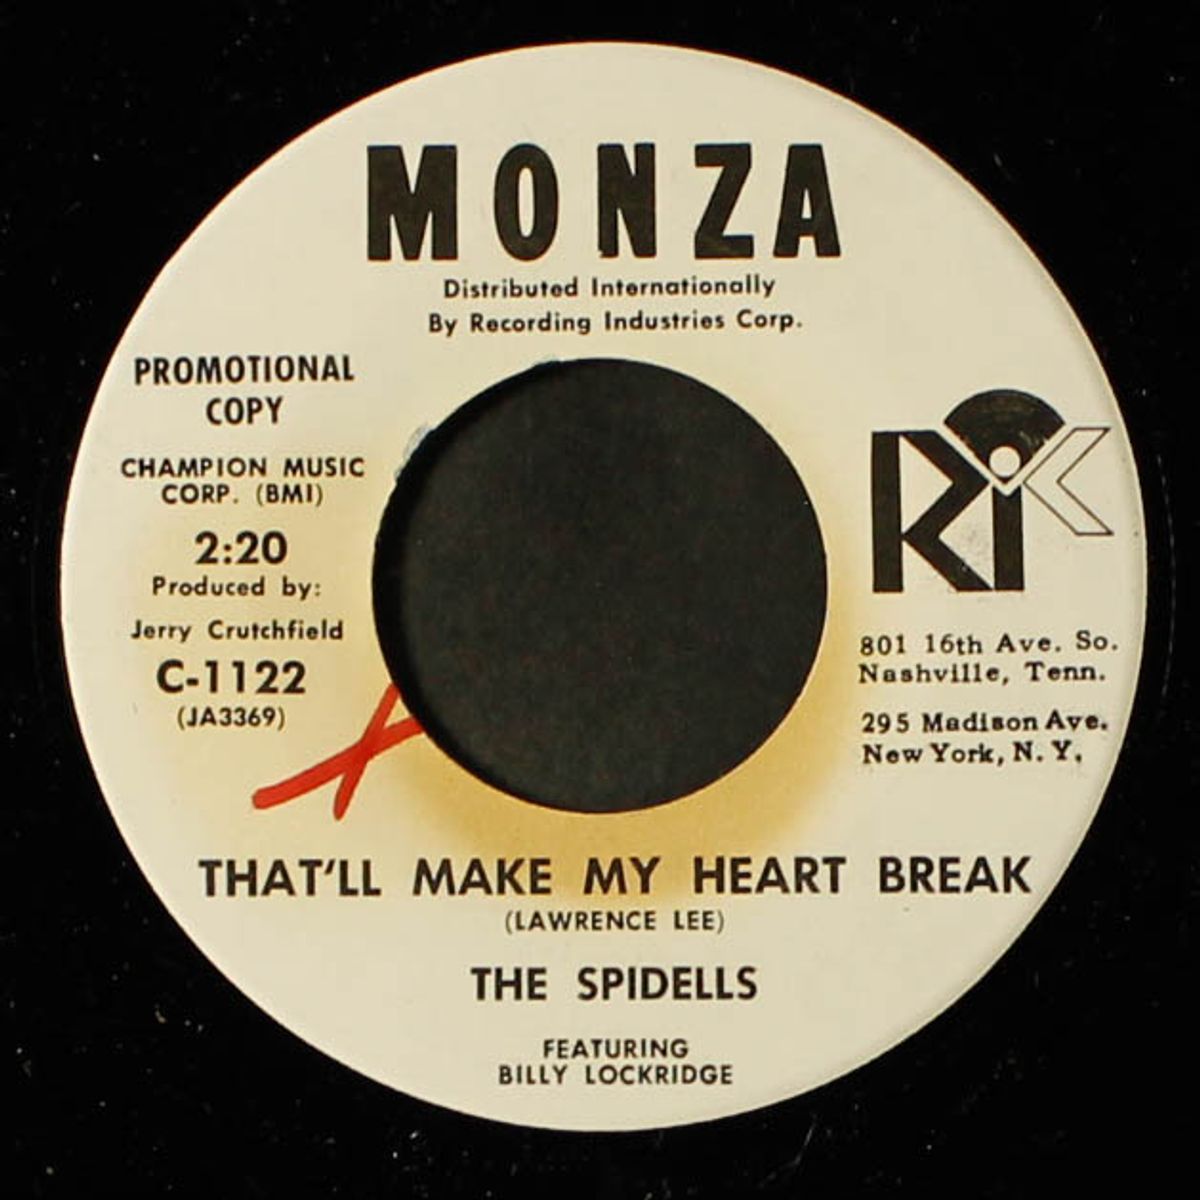 MONZA
Distributed Internationally
By Recording Industries Corp.
PROMOTIONAL
COPY
CHAMPION MUSIC
CORP. (BMI)
2:20
Produced by:
Jerry Crutchfield
C-1122
(JA3369)
RIC
801 16th Ave. So.
Nashville, Tenn.
295 Madison Ave.
New York, N. Y.
THAT'LL MAKE MY HEART BREAK
(LAWRENCE LEE)
THE SPIDELLS
FEATURING
BILLY LOCKRIDGE